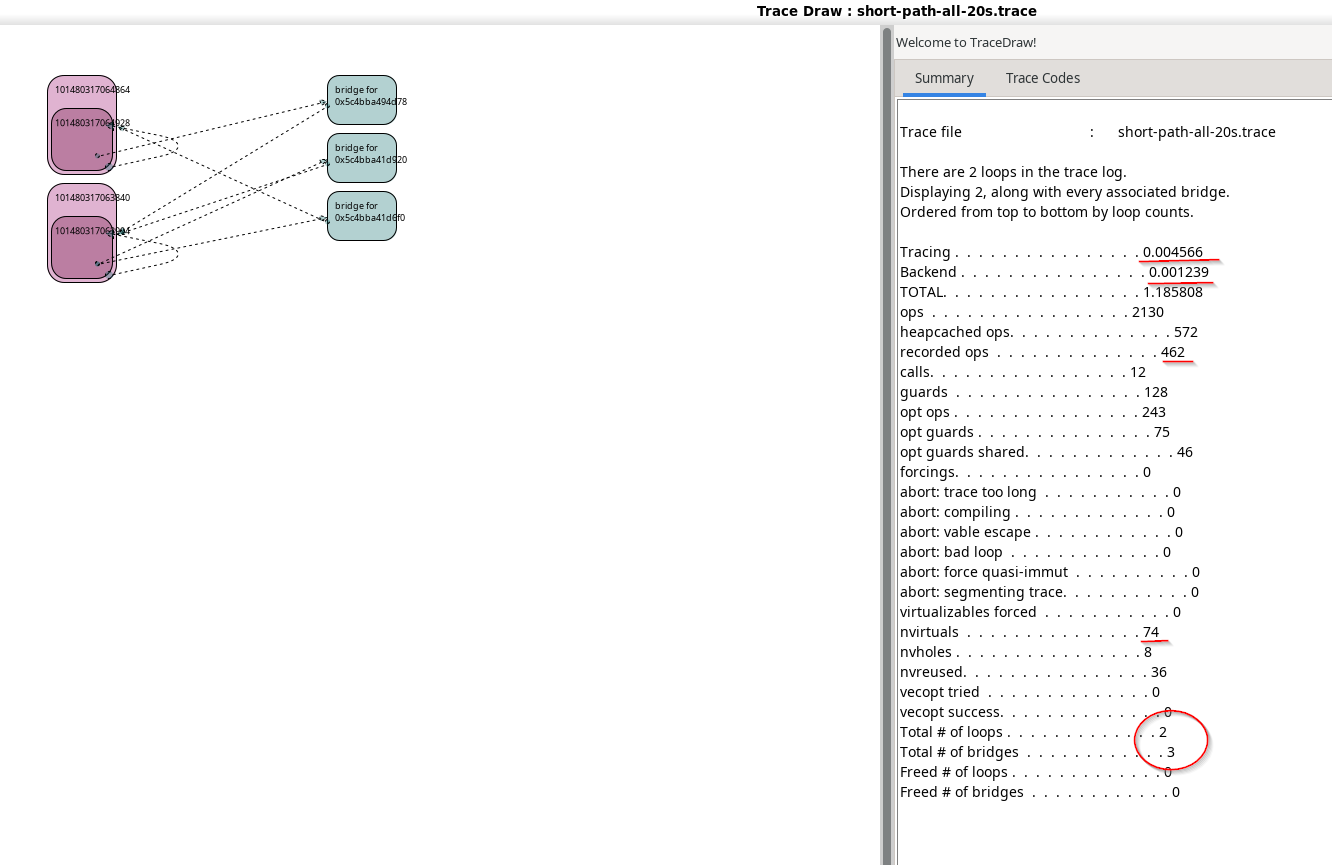 Trace Draw : short-path-all-20s.trace
Welcome to TraceDraw!
Summary Trace Codes
101480317064864
101480317064928
101480317063840
bridge for
0x5c4bba494d78
bridge for
0x5c4bba41d920
bridge for
0x5c4bba41d6f0
Trace file : short-path-all-20s.trace
There are 2 loops in the trace log.
Displaying 2, along with every associated bridge.
Ordered from top to bottom by loop counts.
Tracing . . . . . . . . . . . . . . . . 0.004566
Backend . . . . . . . . . . . . . . . . 0.001239
TOTAL. . . . . . . . . . . . . . . . . 1.185808
ops . . . . . . . . . . . . . . . . . . 2130
heapcached ops. . . . . . . . . . . . . . 572
recorded ops . . . . . . . . . . . . . . 462
calls. . . . . . . . . . . . . . . . . . 12
guards . . . . . . . . . . . . . . . . . 128
opt ops . . . . . . . . . . . . . . . . 243
opt guards . . . . . . . . . . . . . . . 75
opt guards shared. . . . . . . . . . . . . 46
forcings. . . . . . . . . . . . . . . . . 0
abort: trace too long . . . . . . . . . . . 0
abort: compiling . . . . . . . . . . . . . 0
abort: vable escape . . . . . . . . . . . . 0
abort: bad loop . . . . . . . . . . . . . 0
abort: force quasi-immut . . . . . . . . . . 0
abort: segmenting trace. . . . . . . . . . . 0
virtualizables forced . . . . . . . . . . . 0
nvirtuals . . . . . . . . . . . . . . . . 74
nvholes . . . . . . . . . . . . . . . . 8
nvreused. . . . . . . . . . . . . . . . 36
vecopt tried . . . . . . . . . . . . . . 0
vecopt success. . . . . . . . . . . . . . 0
Total # of loops . . . . . . . . . . . . . 2
Total # of bridges . . . . . . . . . . . . 3
Freed # of loops . . . . . . . . . . . . . 0
Freed # of bridges . . . . . . . . . . . . 0